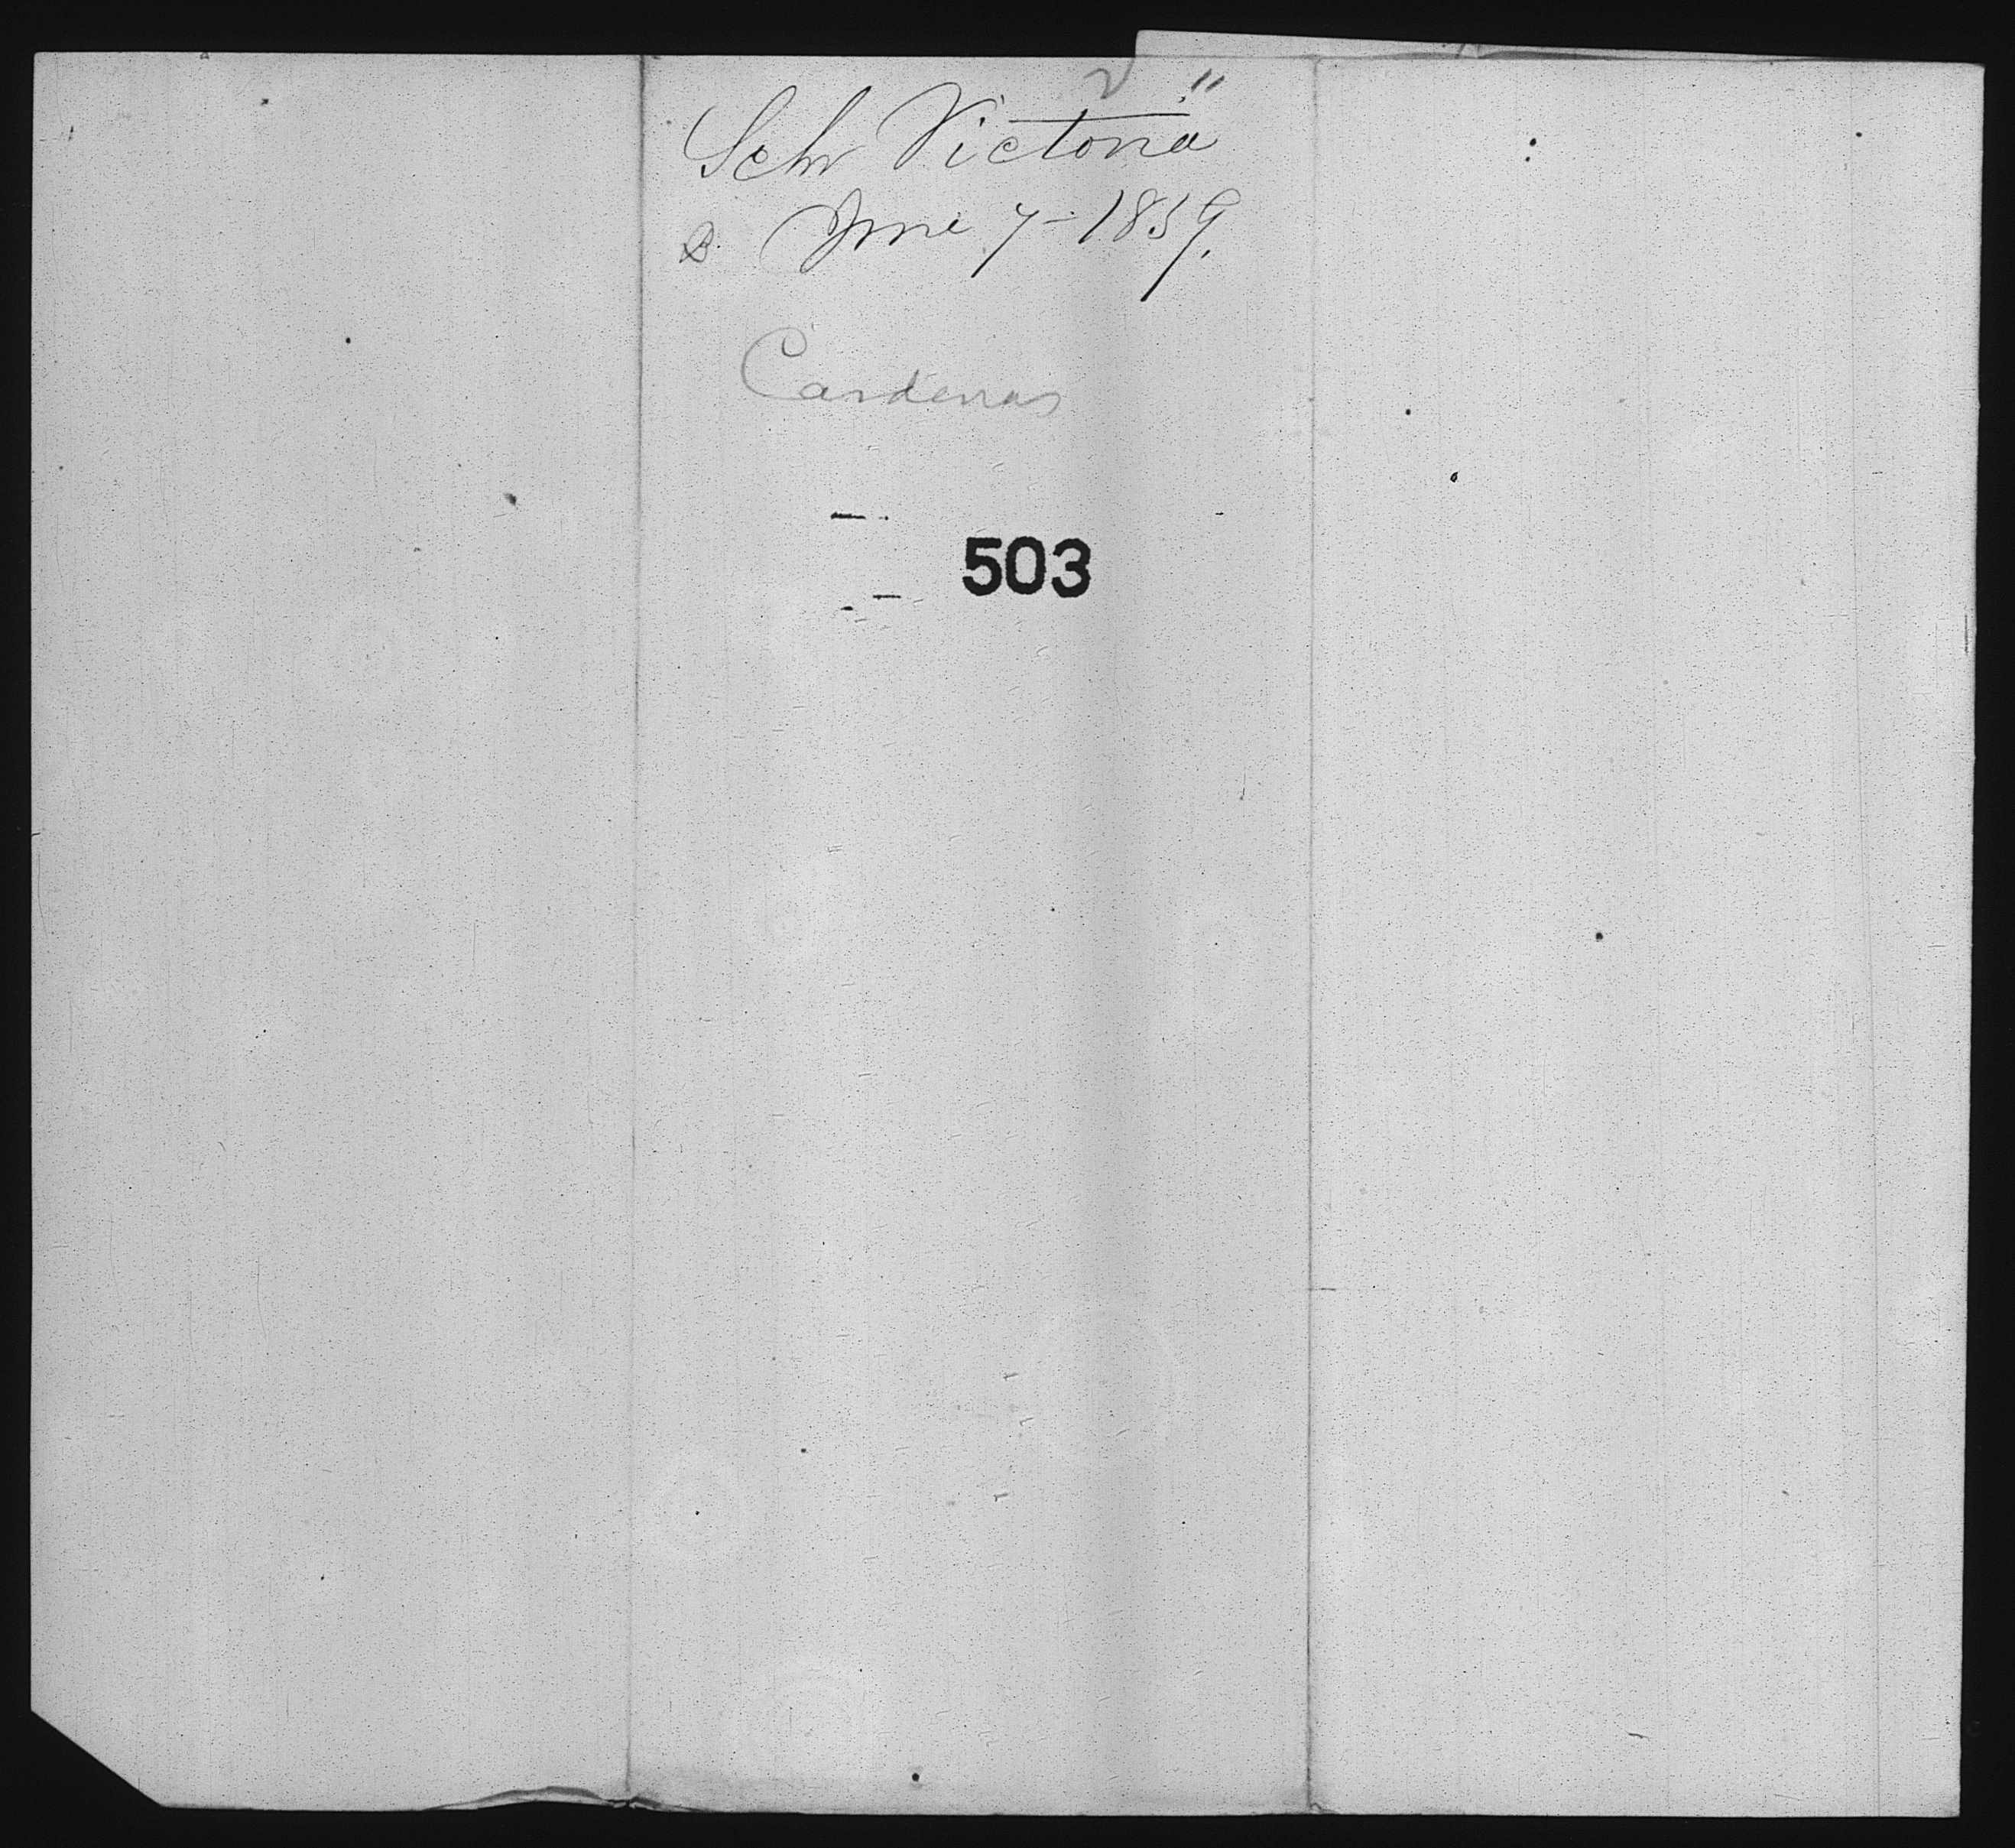 Schr Victoria"
June 7-1859.
Cardenas
503